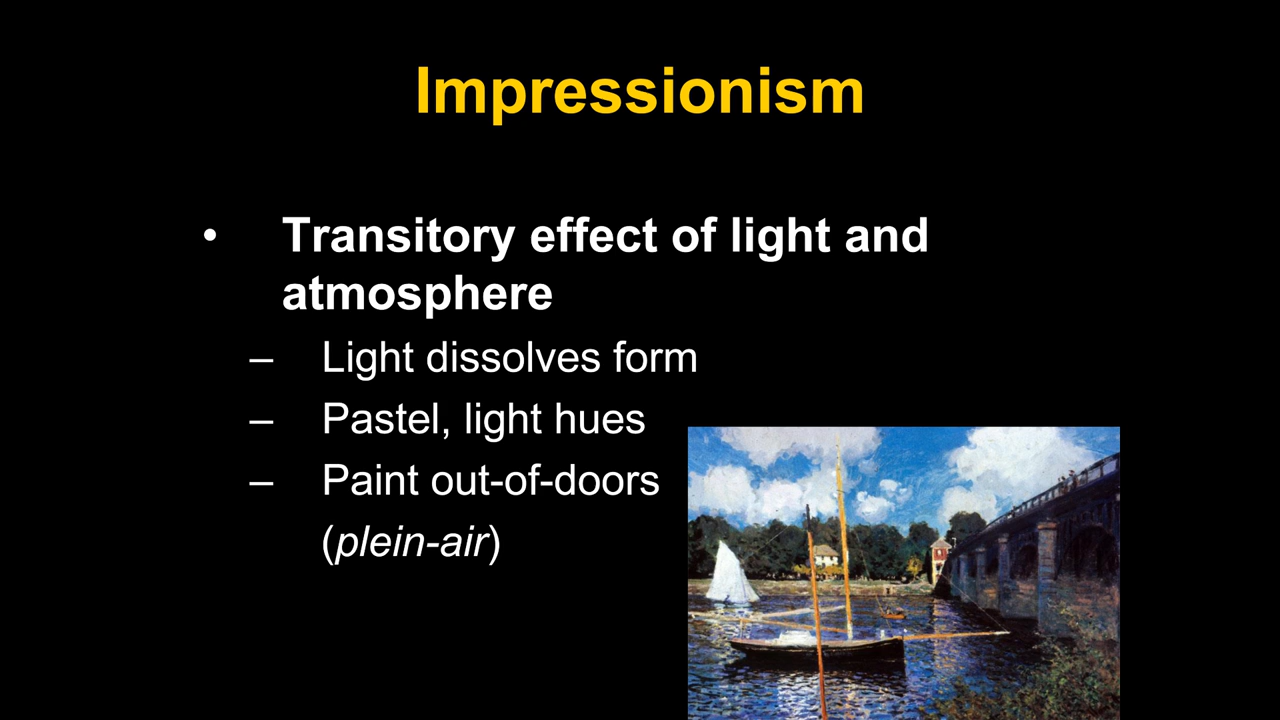 Impressionism
• Transitory effect of light and
atmosphere
– Light dissolves form
– Pastel, light hues
– Paint out-of-doors
(plein-air)